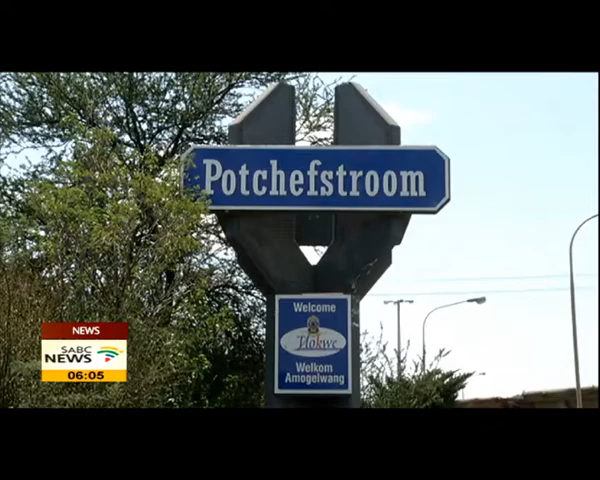 Potchefstroom
Welcome
Tlokwe
Welkom
Amogelwang
NEWS
SABC
NEWS
06:05